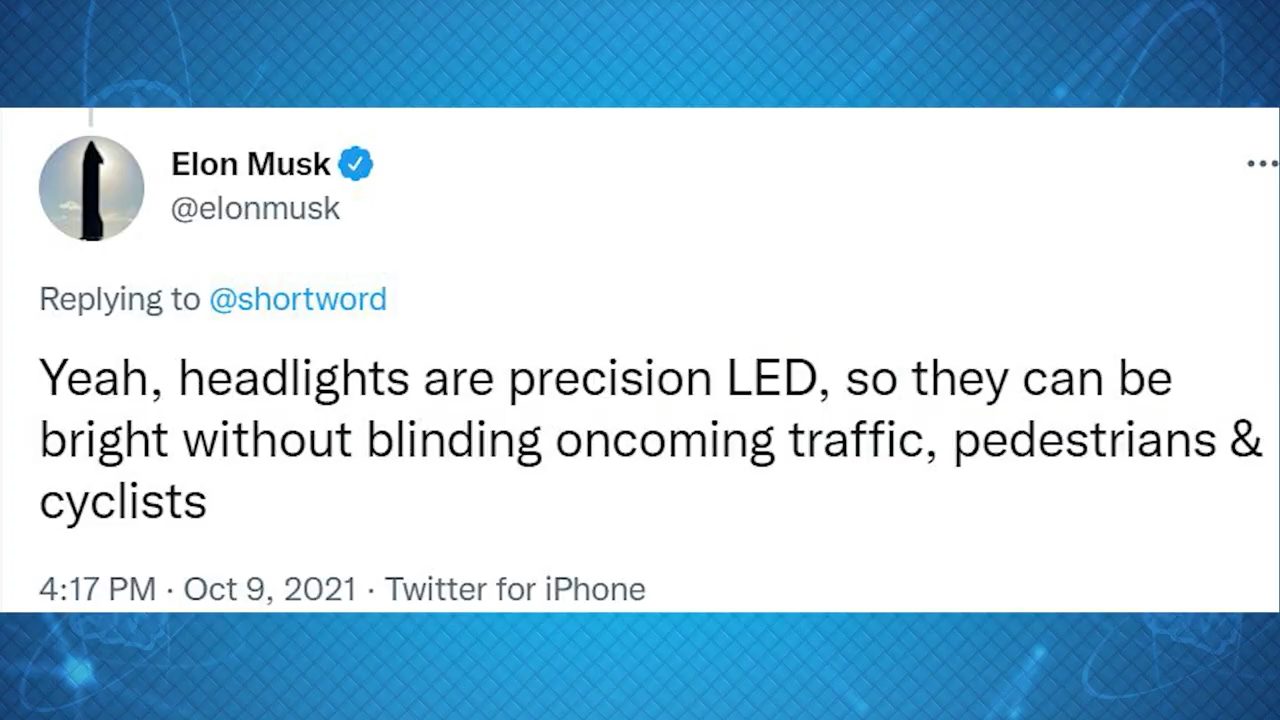 Elon Musk
@elonmusk
Replying to @shortword
Yeah, headlights are precision LED, so they can be
bright without blinding oncoming traffic, pedestrians &
cyclists
4:17 PM · Oct 9, 2021 · Twitter for iPhone